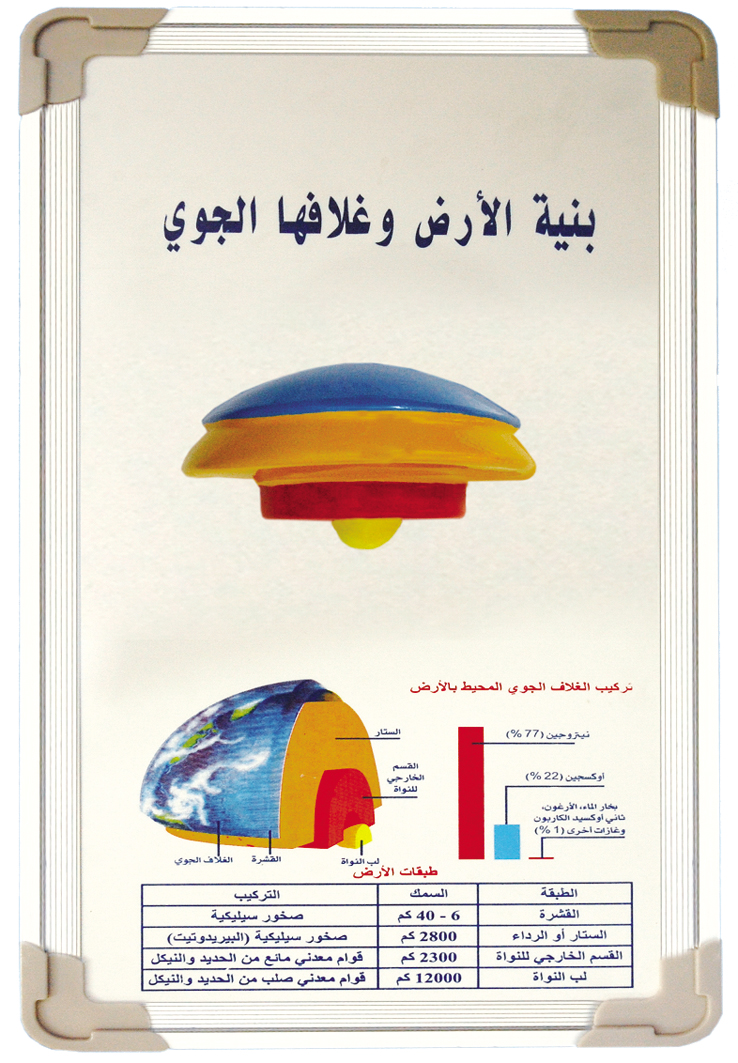 بنية الأرض وغلافها الجوي
تركيب الغلاف الجوي المحيط بالأرض
نيتروجين (77 %)
أوكسجين (22 %)
بخار الماء، الأرغون،
ثاني أوكسيد الكاربون
وغازات أخرى (1 %)
الستار
القسم
الخارجي
للنواة
لب النواة
القشرة
الغلاف الجوي
طبقات الأرض
الطبقة السمك التركيب
القشرة 6 - 40 كم صخور سيليكية
الستار أو الرداء 2800 كم صخور سيليكية (البيريدوتيت)
القسم الخارجي للنواة 2300 كم قوام معدني مائع من الحديد والنيكل
لب النواة 12000 كم قوام معدني صلب من الحديد والنيكل